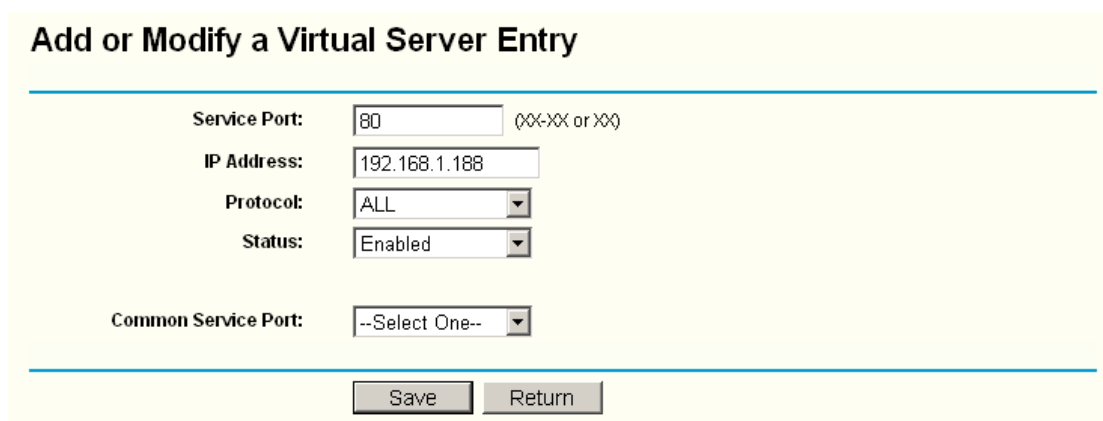 Add or Modify a Virtual Server Entry
Service Port: 80 (XX-XX or XX)
IP Address: 192.168.1.188
Protocol: ALL
Status: Enabled
Common Service Port: --Select One--
Save Return